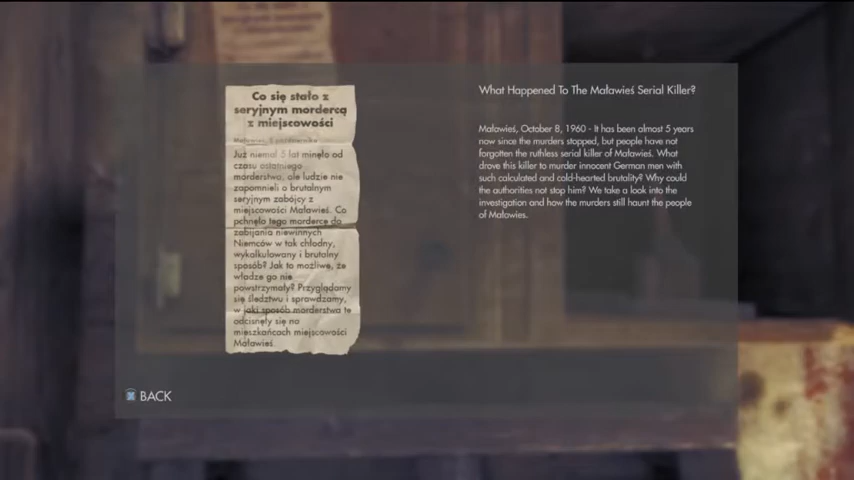 Co się stało z
seryjnym mordercą
z miejscowości
Już niemal 5 lat minęło od
czasu ostatniego
morderstwa, ale ludzie nie
zapomnieli o brutalnym
seryjnym zabójcy z
miejscowości Maławieś. Co
pchnęło tego mordercę do
zabijania niewinnych
Niemców w tak chłodny,
wykalkulowany i brutalny
sposób? Jak to możliwe, że
władze go nie
powstrzymały? Przyglądamy
się śledztwu i sprawdzamy,
w jaki sposób morderstwa te
odcisnęły się na
mieszkańcach miejscowości
Maławieś.
What Happened To The Maławieś Serial Killer?
Maławieś, October 8, 1960 - It has been almost 5 years
now since the murders stopped, but people have not
forgotten the ruthless serial killer of Maławieś. What
drove this killer to murder innocent German men with
such calculated and cold-hearted brutality? Why could
the authorities not stop him? We take a look into the
investigation and how the murders still haunt the people
of Maławies.
BACK